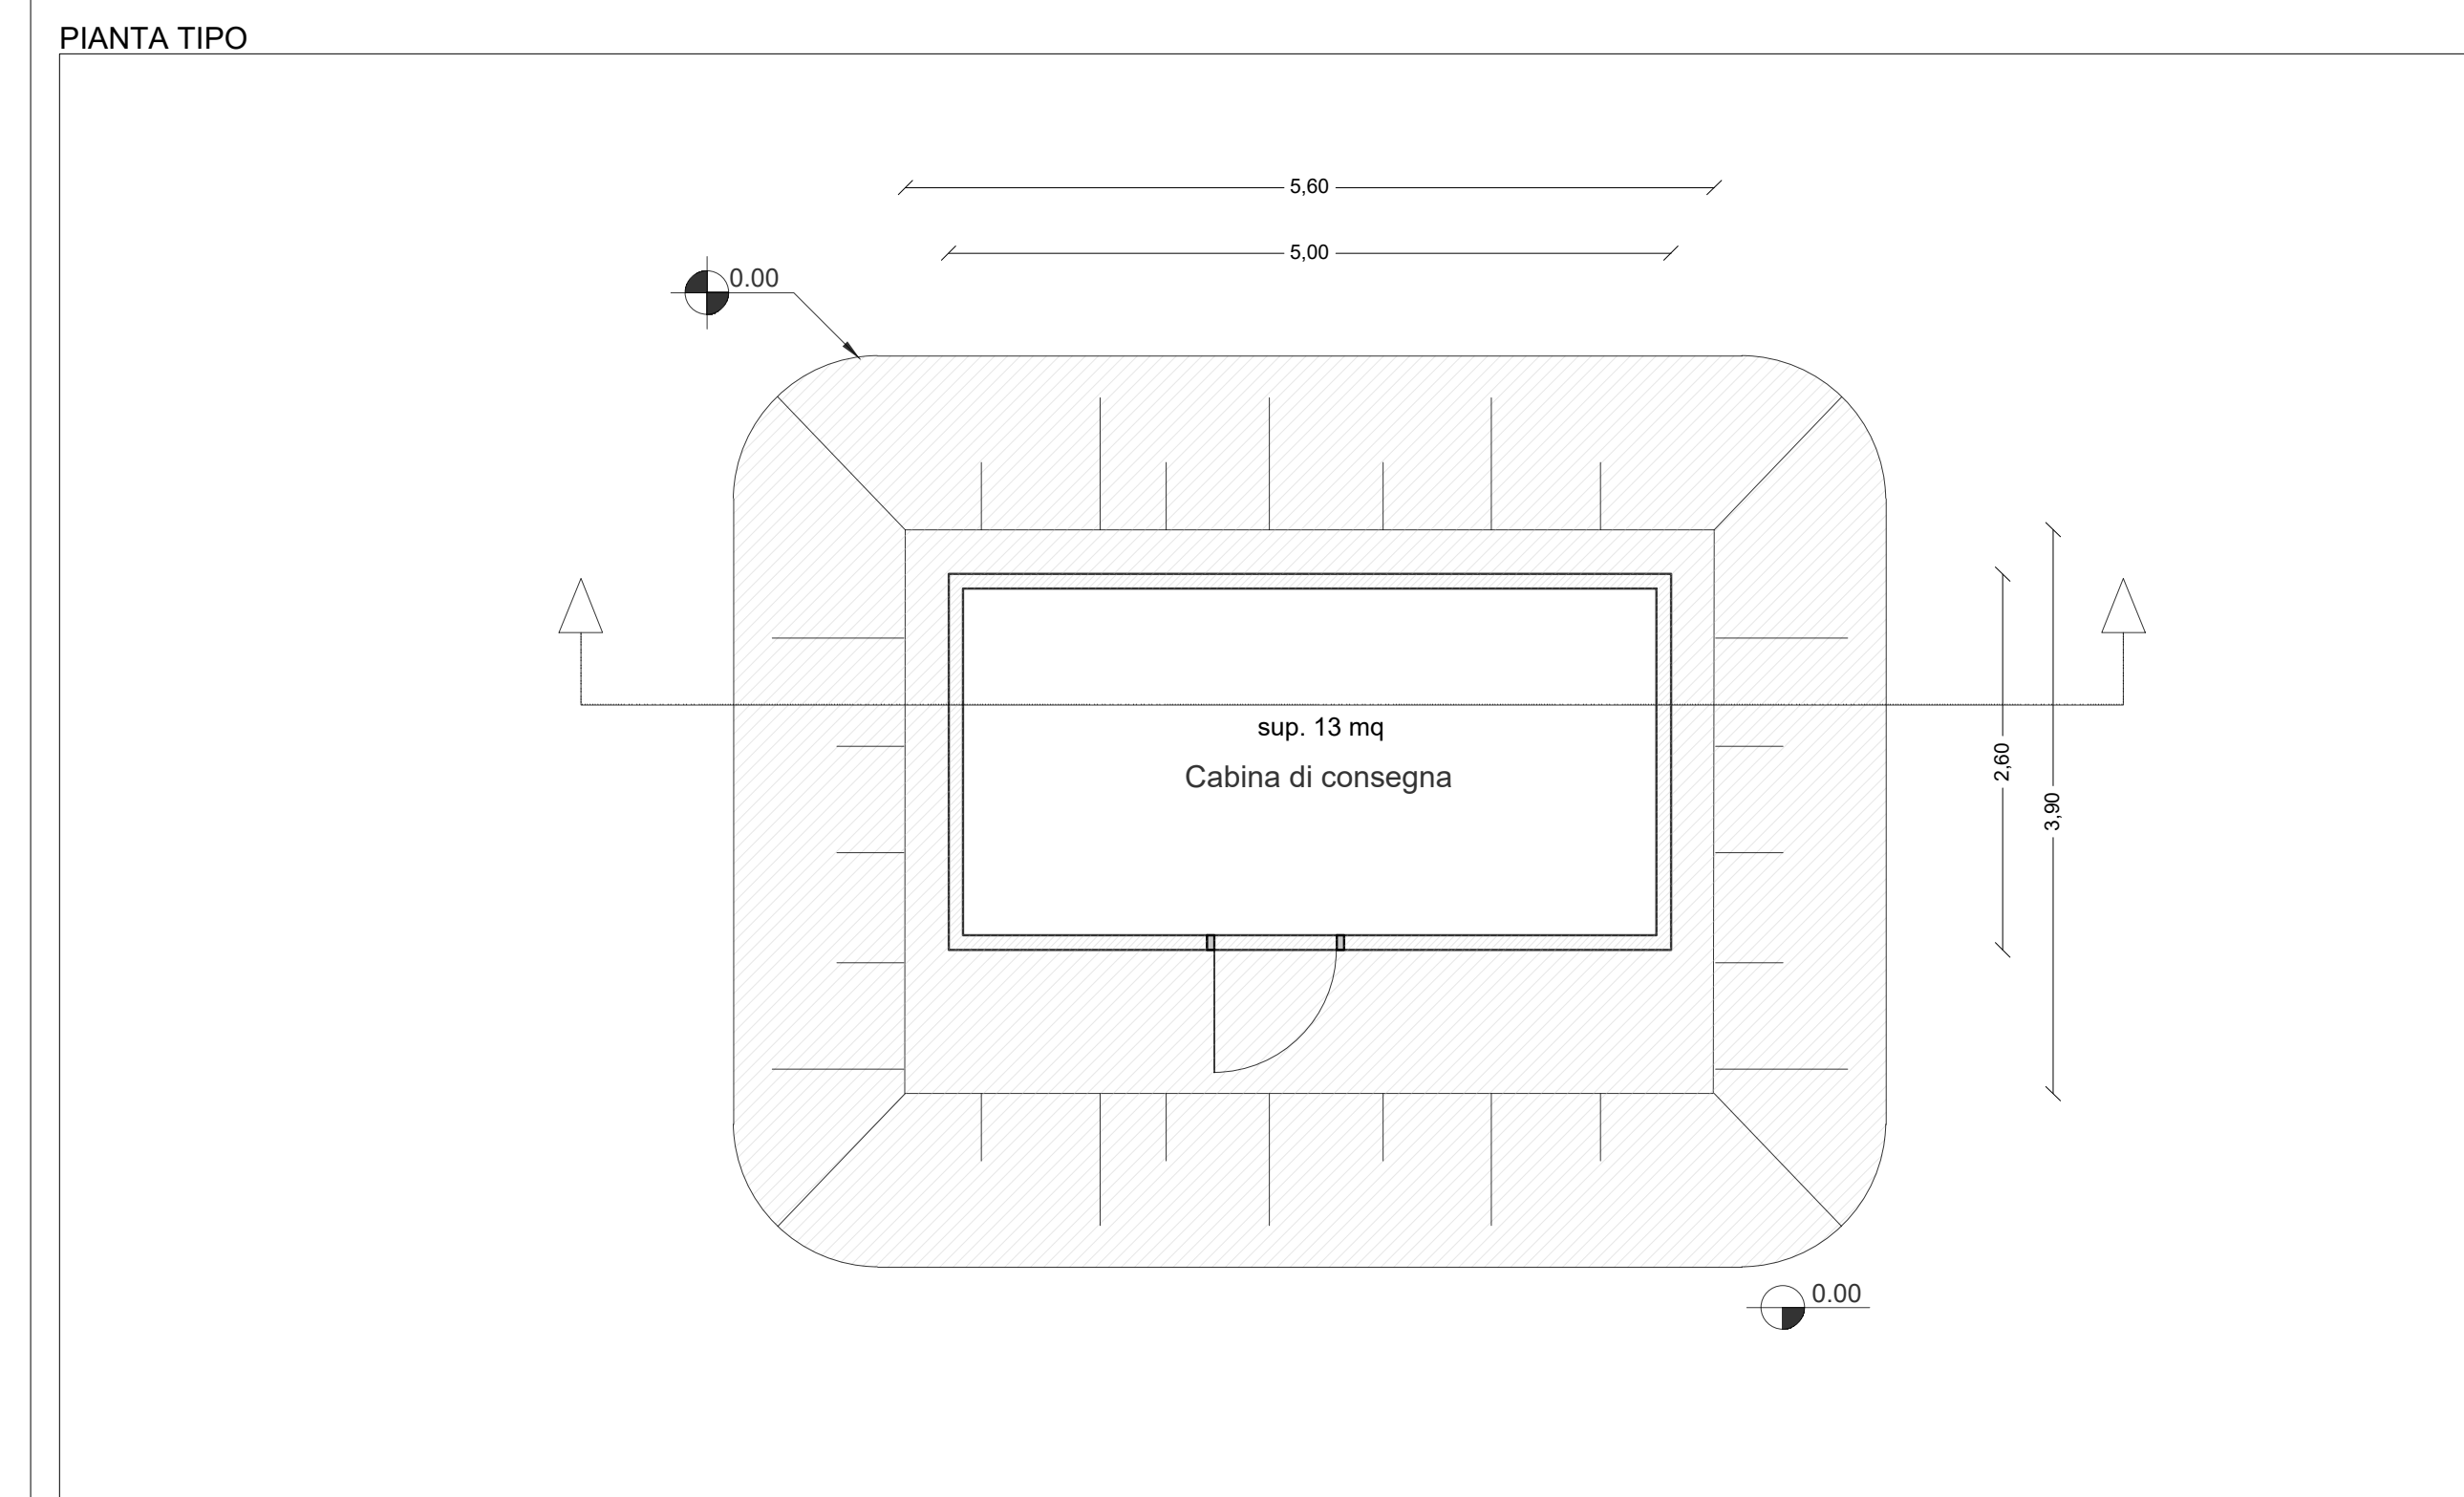 PIANTA TIPO
5,60
5,00
0.00
sup. 13 mq
Cabina di consegna
2,60
3,90
0.00